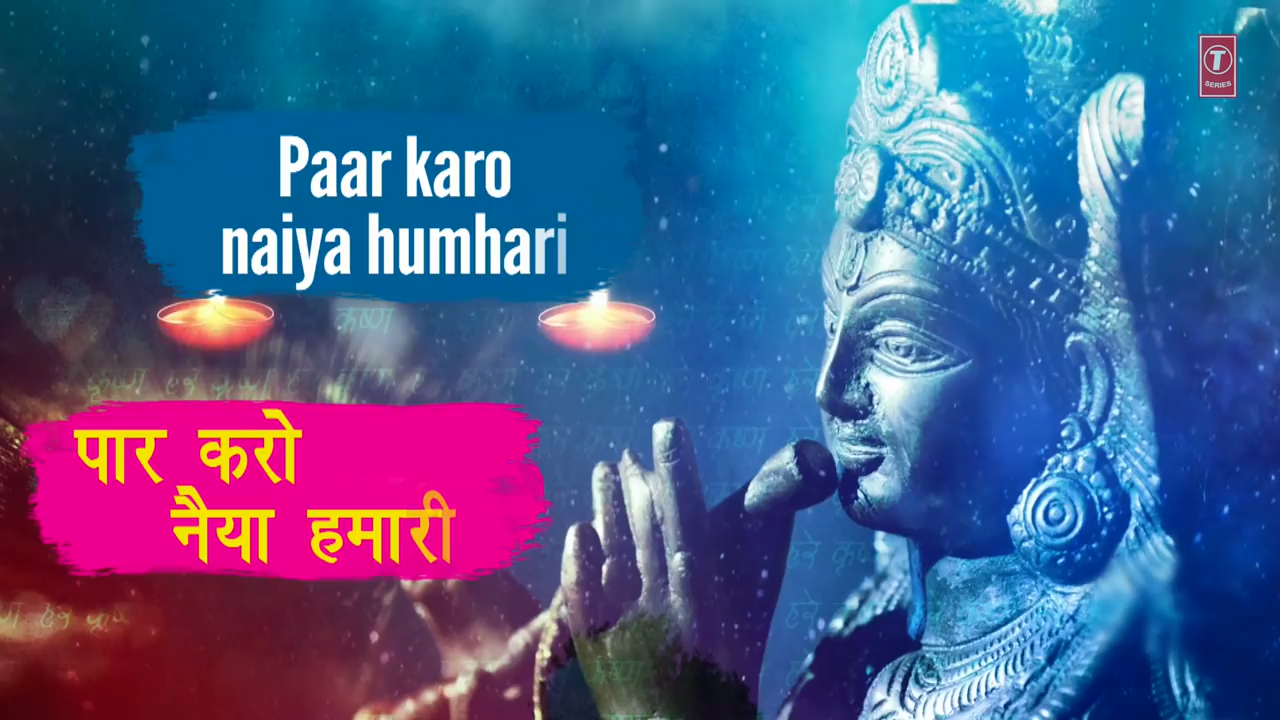 T
SERIES
Paar karo
naiya humhari
कृष्ण
पार करो
नैया हमारी